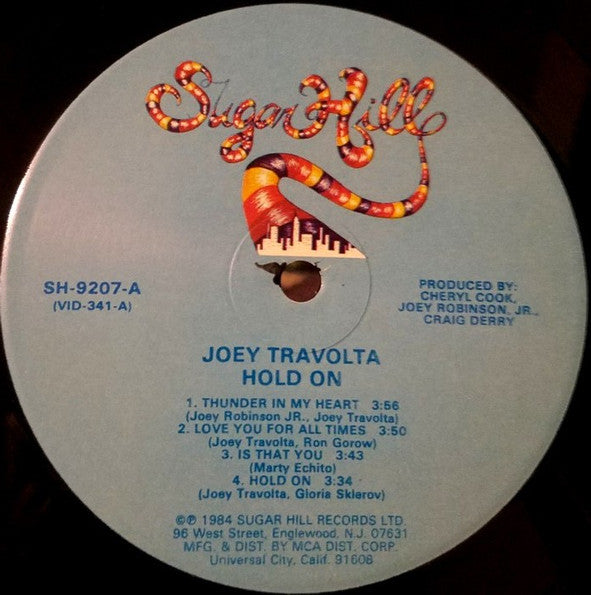 Sugar Hill
SH-9207-A
(VID-341-A)
PRODUCED BY:
CHERYL COOK,
JOEY ROBINSON, JR.,
CRAIG DERRY
JOEY TRAVOLTA
HOLD ON
1. THUNDER IN MY HEART 3:56
(Joey Robinson JR., Joey Travolta)
2. LOVE YOU FOR ALL TIMES 3:50
(Joey Travolta, Ron Gorow)
3. IS THAT YOU 3:43
(Marty Echito)
4. HOLD ON 3:34
(Joey Travolta, Gloria Sklerov)
©℗ 1984 SUGAR HILL RECORDS LTD.
96 West Street, Englewood, N.J. 07631
MFG. & DIST. BY MCA DIST. CORP.
Universal City, Calif. 91608